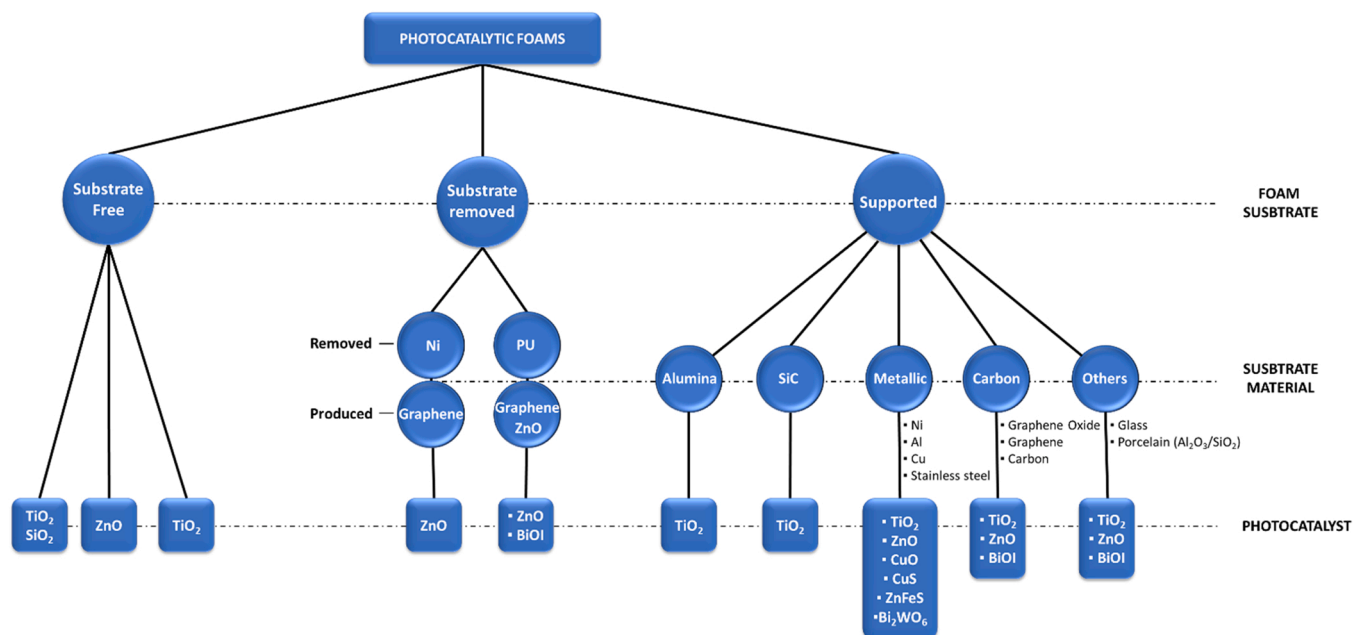 PHOTOCATALYTIC FOAMS
Substrate
Free
Substrate
removed
Supported
FOAM
SUSBTRATE
Removed
Ni
PU
Alumina
SiC
Metallic
Carbon
Others
SUSBTRATE
MATERIAL
Produced
Graphene
Graphene
ZnO
▪ Ni
▪ Al
▪ Cu
▪ Stainless steel
▪ Graphene Oxide
▪ Graphene
▪ Carbon
▪ Glass
▪ Porcelain (Al₂O₃/SiO₂)
TiO₂
SiO₂
ZnO
TiO₂
ZnO
▪ ZnO
▪ BiOI
TiO₂
TiO₂
▪ TiO₂
▪ ZnO
▪ CuO
▪ CuS
▪ ZnFeS
▪Bi₂WO₆
▪ TiO₂
▪ ZnO
▪ BiOI
▪ TiO₂
▪ ZnO
▪ BiOI
PHOTOCATALYST